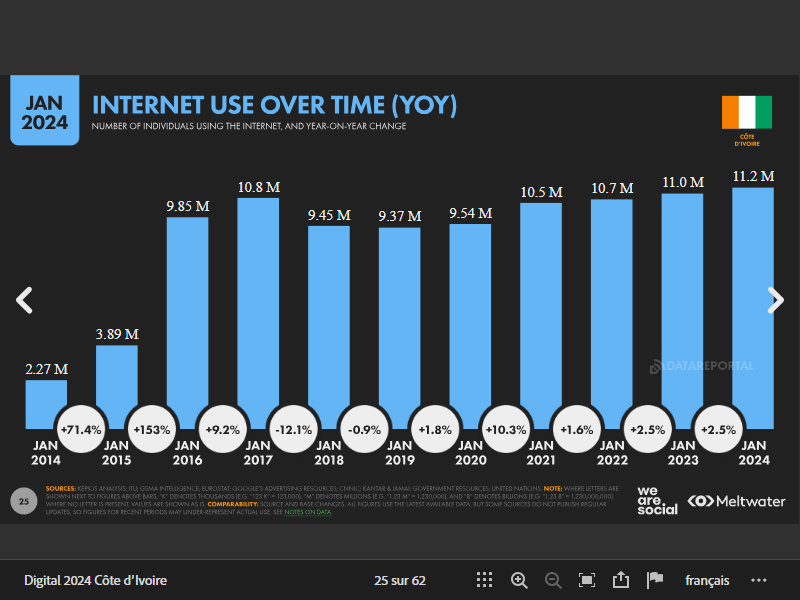 JAN
2024
INTERNET USE OVER TIME (YOY)
NUMBER OF INDIVIDUALS USING THE INTERNET, AND YEAR-ON-YEAR CHANGE
CÔTE
D'IVOIRE
2.27 M
3.89 M
9.85 M
10.8 M
9.45 M
9.37 M
9.54 M
10.5 M
10.7 M
11.0 M
11.2 M
DATAREPORTAL
+71.4%
+153%
+9.2%
-12.1%
-0.9%
+1.8%
+10.3%
+1.6%
+2.5%
+2.5%
JAN
2014
JAN
2015
JAN
2016
JAN
2017
JAN
2018
JAN
2019
JAN
2020
JAN
2021
JAN
2022
JAN
2023
JAN
2024
25
SOURCES: KEPIOS ANALYSIS; ITU; GSMA INTELLIGENCE; EUROSTAT; GOOGLE'S ADVERTISING RESOURCES; CNNIC; KANTAR & IAMAI; GOVERNMENT RESOURCES; UNITED NATIONS. NOTE: WHERE LETTERS ARE
SHOWN NEXT TO FIGURES ABOVE BARS, "K" DENOTES THOUSANDS (E.G. "123 K" = 123,000), "M" DENOTES MILLIONS (E.G. "1.23 M" = 1,230,000), AND "B" DENOTES BILLIONS (E.G. "1.23 B" = 1,230,000,000).
WHERE NO LETTER IS PRESENT, VALUES ARE SHOWN AS IS. COMPARABILITY: SOURCE AND BASE CHANGES. ALL FIGURES USE THE LATEST AVAILABLE DATA, BUT SOME SOURCES DO NOT PUBLISH REGULAR
UPDATES, SO FIGURES FOR RECENT PERIODS MAY UNDER-REPRESENT ACTUAL USE. SEE NOTES ON DATA.
we
are.
social
Meltwater
Digital 2024 Côte d'Ivoire
25 sur 62
français